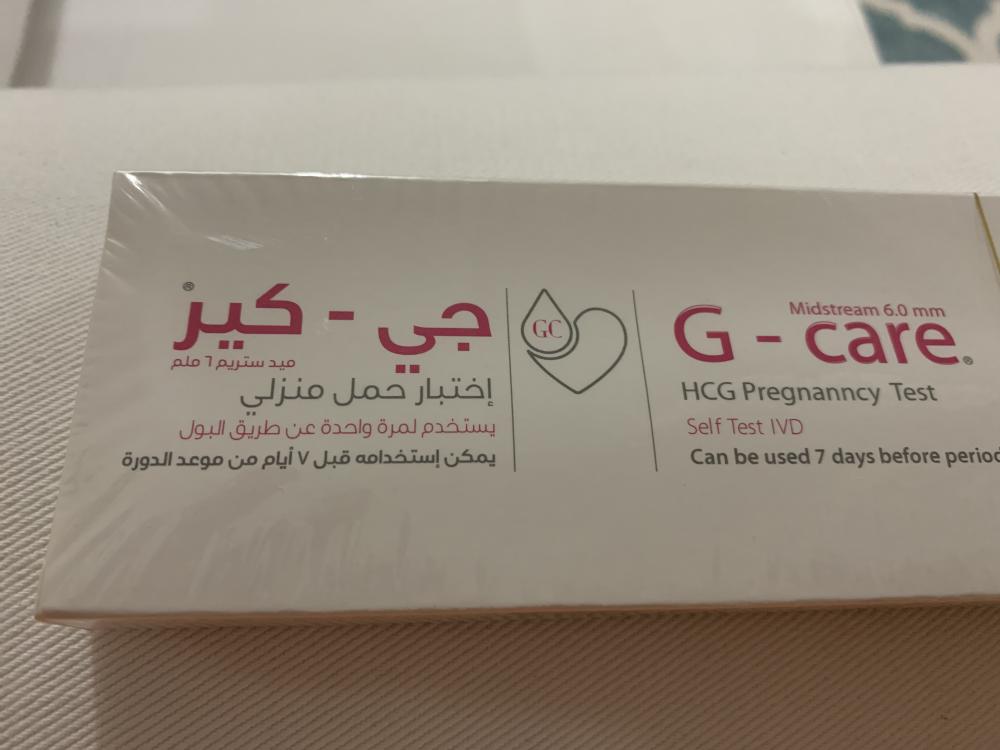 جي - كير®
ميد ستريم ٦ ملم
إختبار حمل منزلي
يستخدم لمرة واحدة عن طريق البول
يمكن إستخدامه قبل ٧ أيام من موعد الدورة
GC
Midstream 6.0 mm
G - care®
HCG Pregnanncy Test
Self Test IVD
Can be used 7 days before period